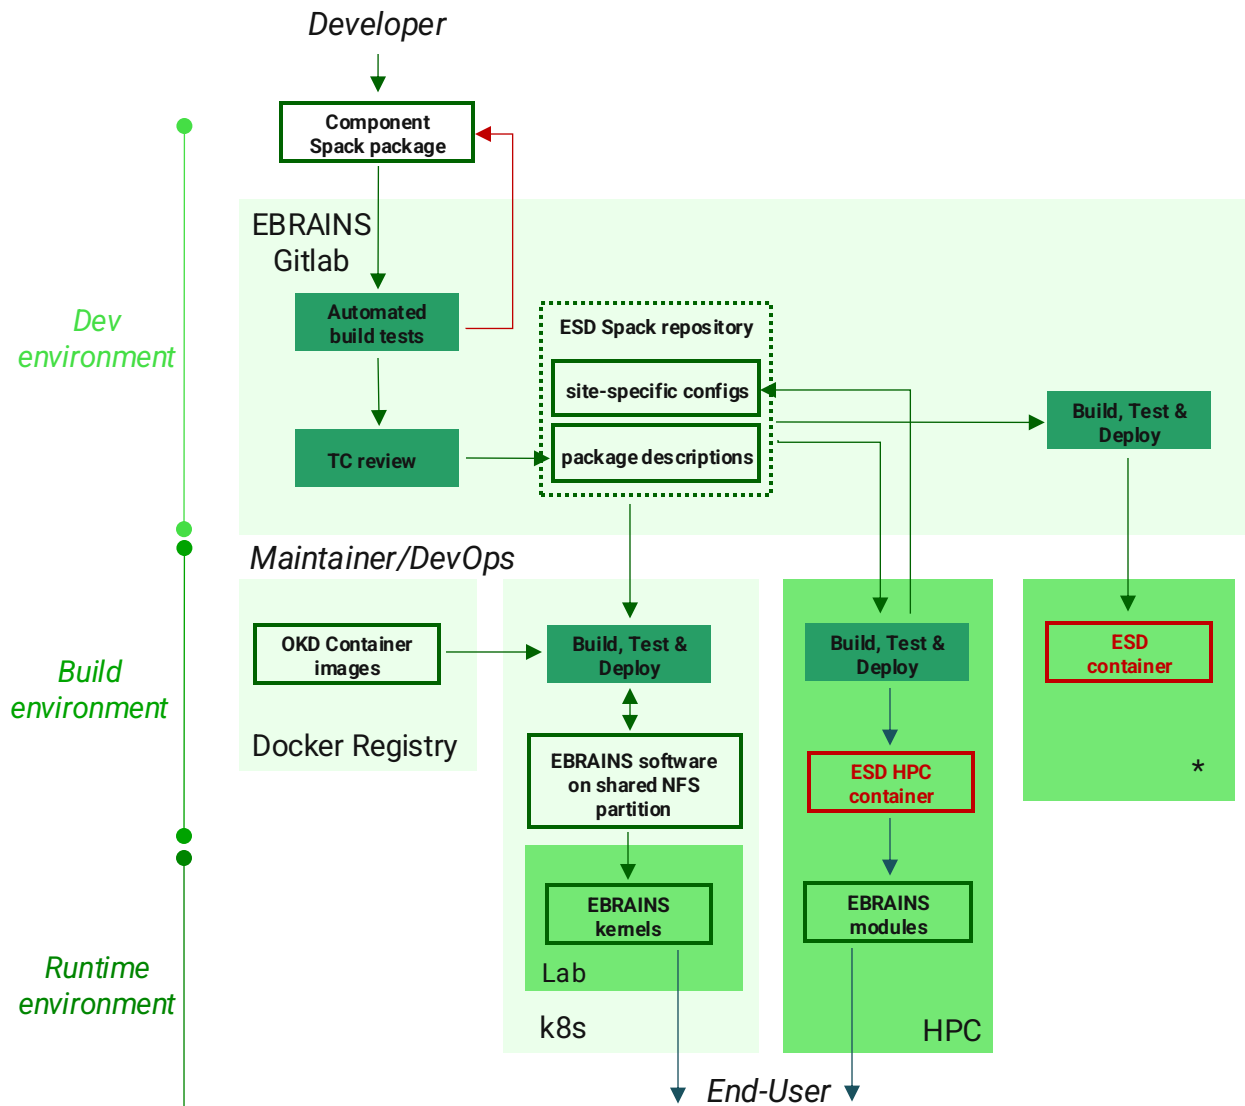 Developer
Component
Spack package
EBRAINS
Gitlab
Automated
build tests
TC review
ESD Spack repository
site-specific configs
package descriptions
Build, Test &
Deploy
Dev
environment
Maintainer/DevOps
OKD Container
images
Docker Registry
Build, Test &
Deploy
EBRAINS software
on shared NFS
partition
EBRAINS
kernels
Lab
k8s
Build, Test &
Deploy
ESD HPC
container
EBRAINS
modules
HPC
ESD
container
*
Build
environment
Runtime
environment
End-User